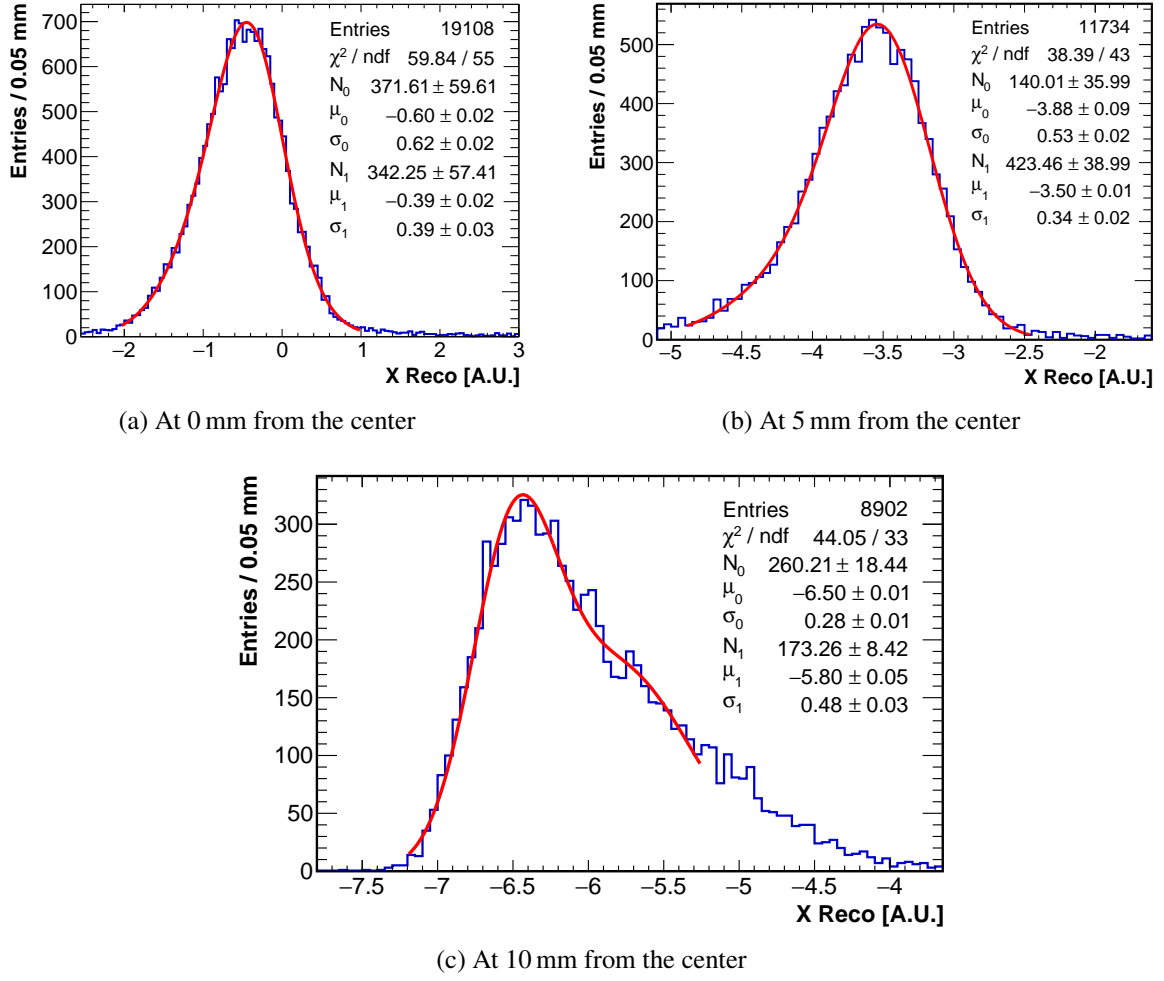 Entries / 0.05 mm
700
600
500
400
300
200
100
0
−2
−1
0
1
2
3
X Reco [A.U.]
Entries 19108
χ² / ndf 59.84 / 55
N₀ 371.61 ± 59.61
μ₀ −0.60 ± 0.02
σ₀ 0.62 ± 0.02
N₁ 342.25 ± 57.41
μ₁ −0.39 ± 0.02
σ₁ 0.39 ± 0.03
(a) At 0 mm from the center
Entries / 0.05 mm
500
400
300
200
100
0
−5
−4.5
−4
−3.5
−3
−2.5
−2
X Reco [A.U.]
Entries 11734
χ² / ndf 38.39 / 43
N₀ 140.01 ± 35.99
μ₀ −3.88 ± 0.09
σ₀ 0.53 ± 0.02
N₁ 423.46 ± 38.99
μ₁ −3.50 ± 0.01
σ₁ 0.34 ± 0.02
(b) At 5 mm from the center
Entries / 0.05 mm
300
250
200
150
100
50
0
−7.5
−7
−6.5
−6
−5.5
−5
−4.5
−4
X Reco [A.U.]
Entries 8902
χ² / ndf 44.05 / 33
N₀ 260.21 ± 18.44
μ₀ −6.50 ± 0.01
σ₀ 0.28 ± 0.01
N₁ 173.26 ± 8.42
μ₁ −5.80 ± 0.05
σ₁ 0.48 ± 0.03
(c) At 10 mm from the center